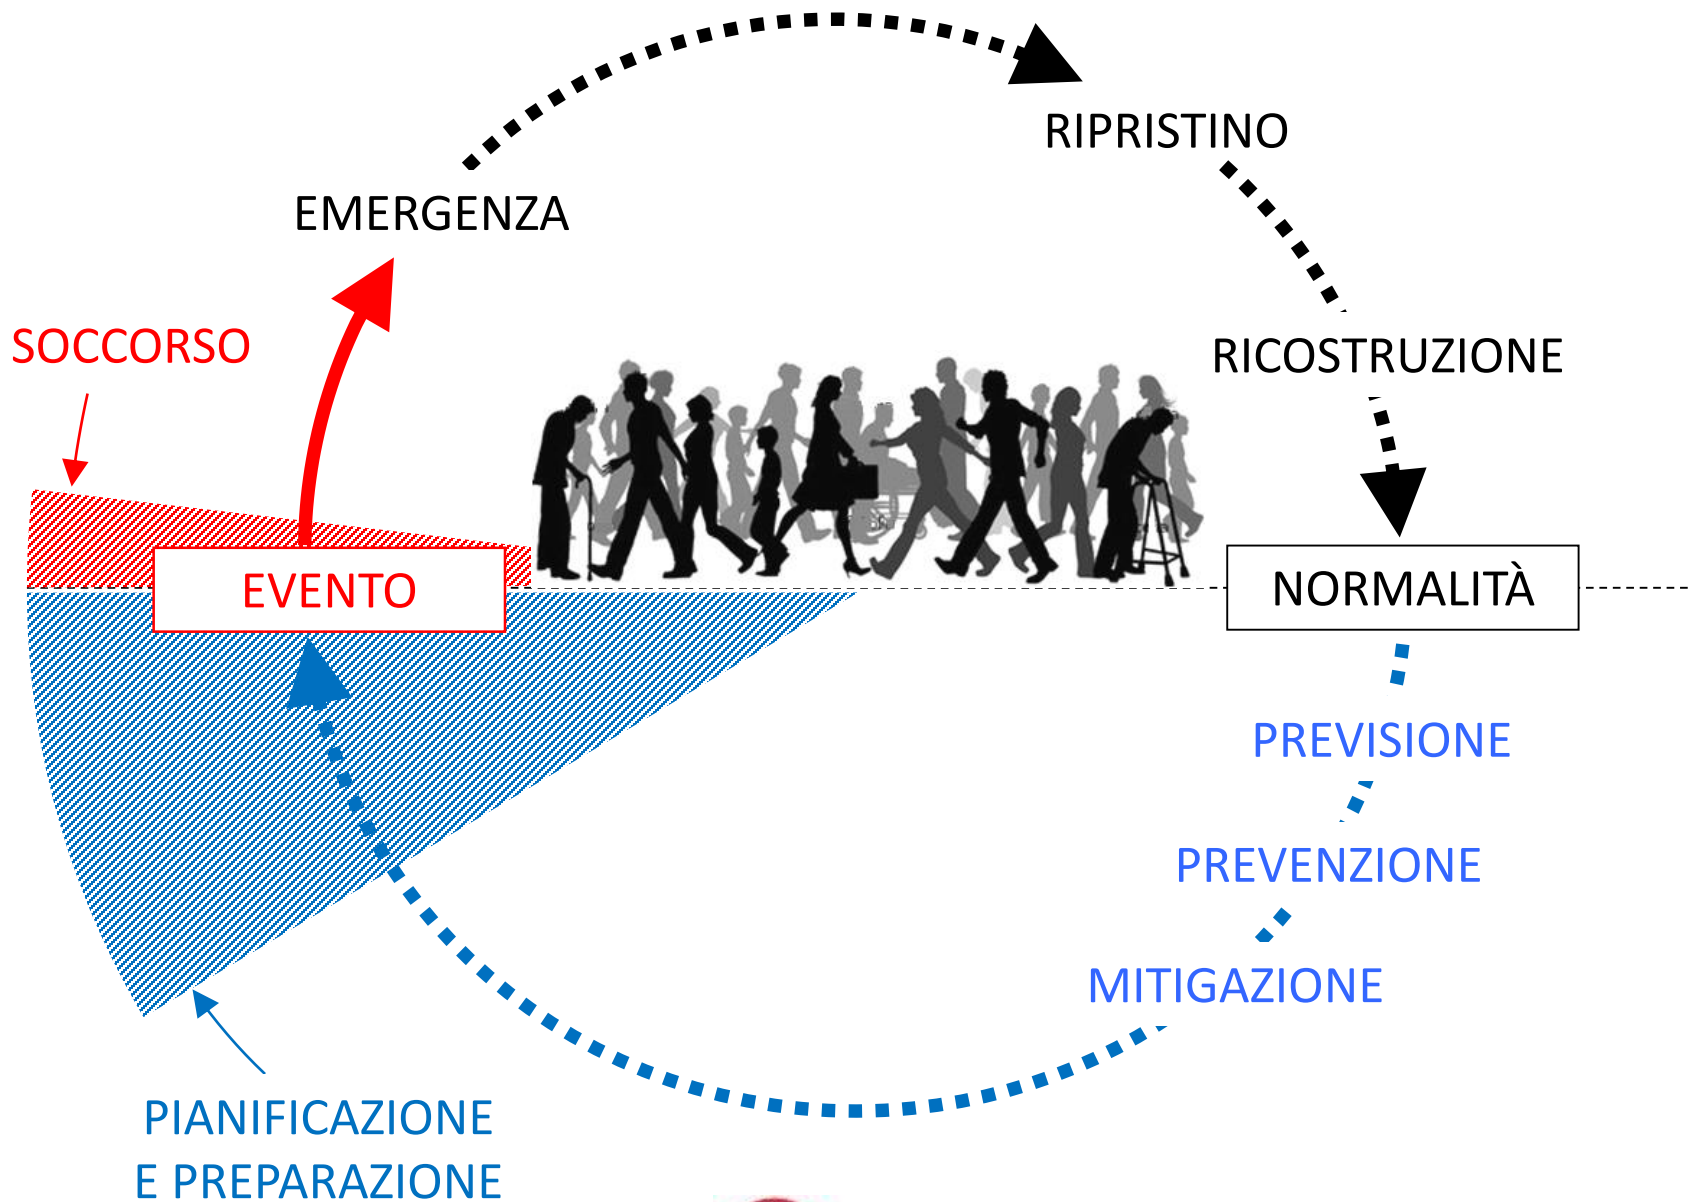 RIPRISTINO
EMERGENZA
SOCCORSO
RICOSTRUZIONE
EVENTO
NORMALITÀ
PREVISIONE
PREVENZIONE
MITIGAZIONE
PIANIFICAZIONE
E PREPARAZIONE